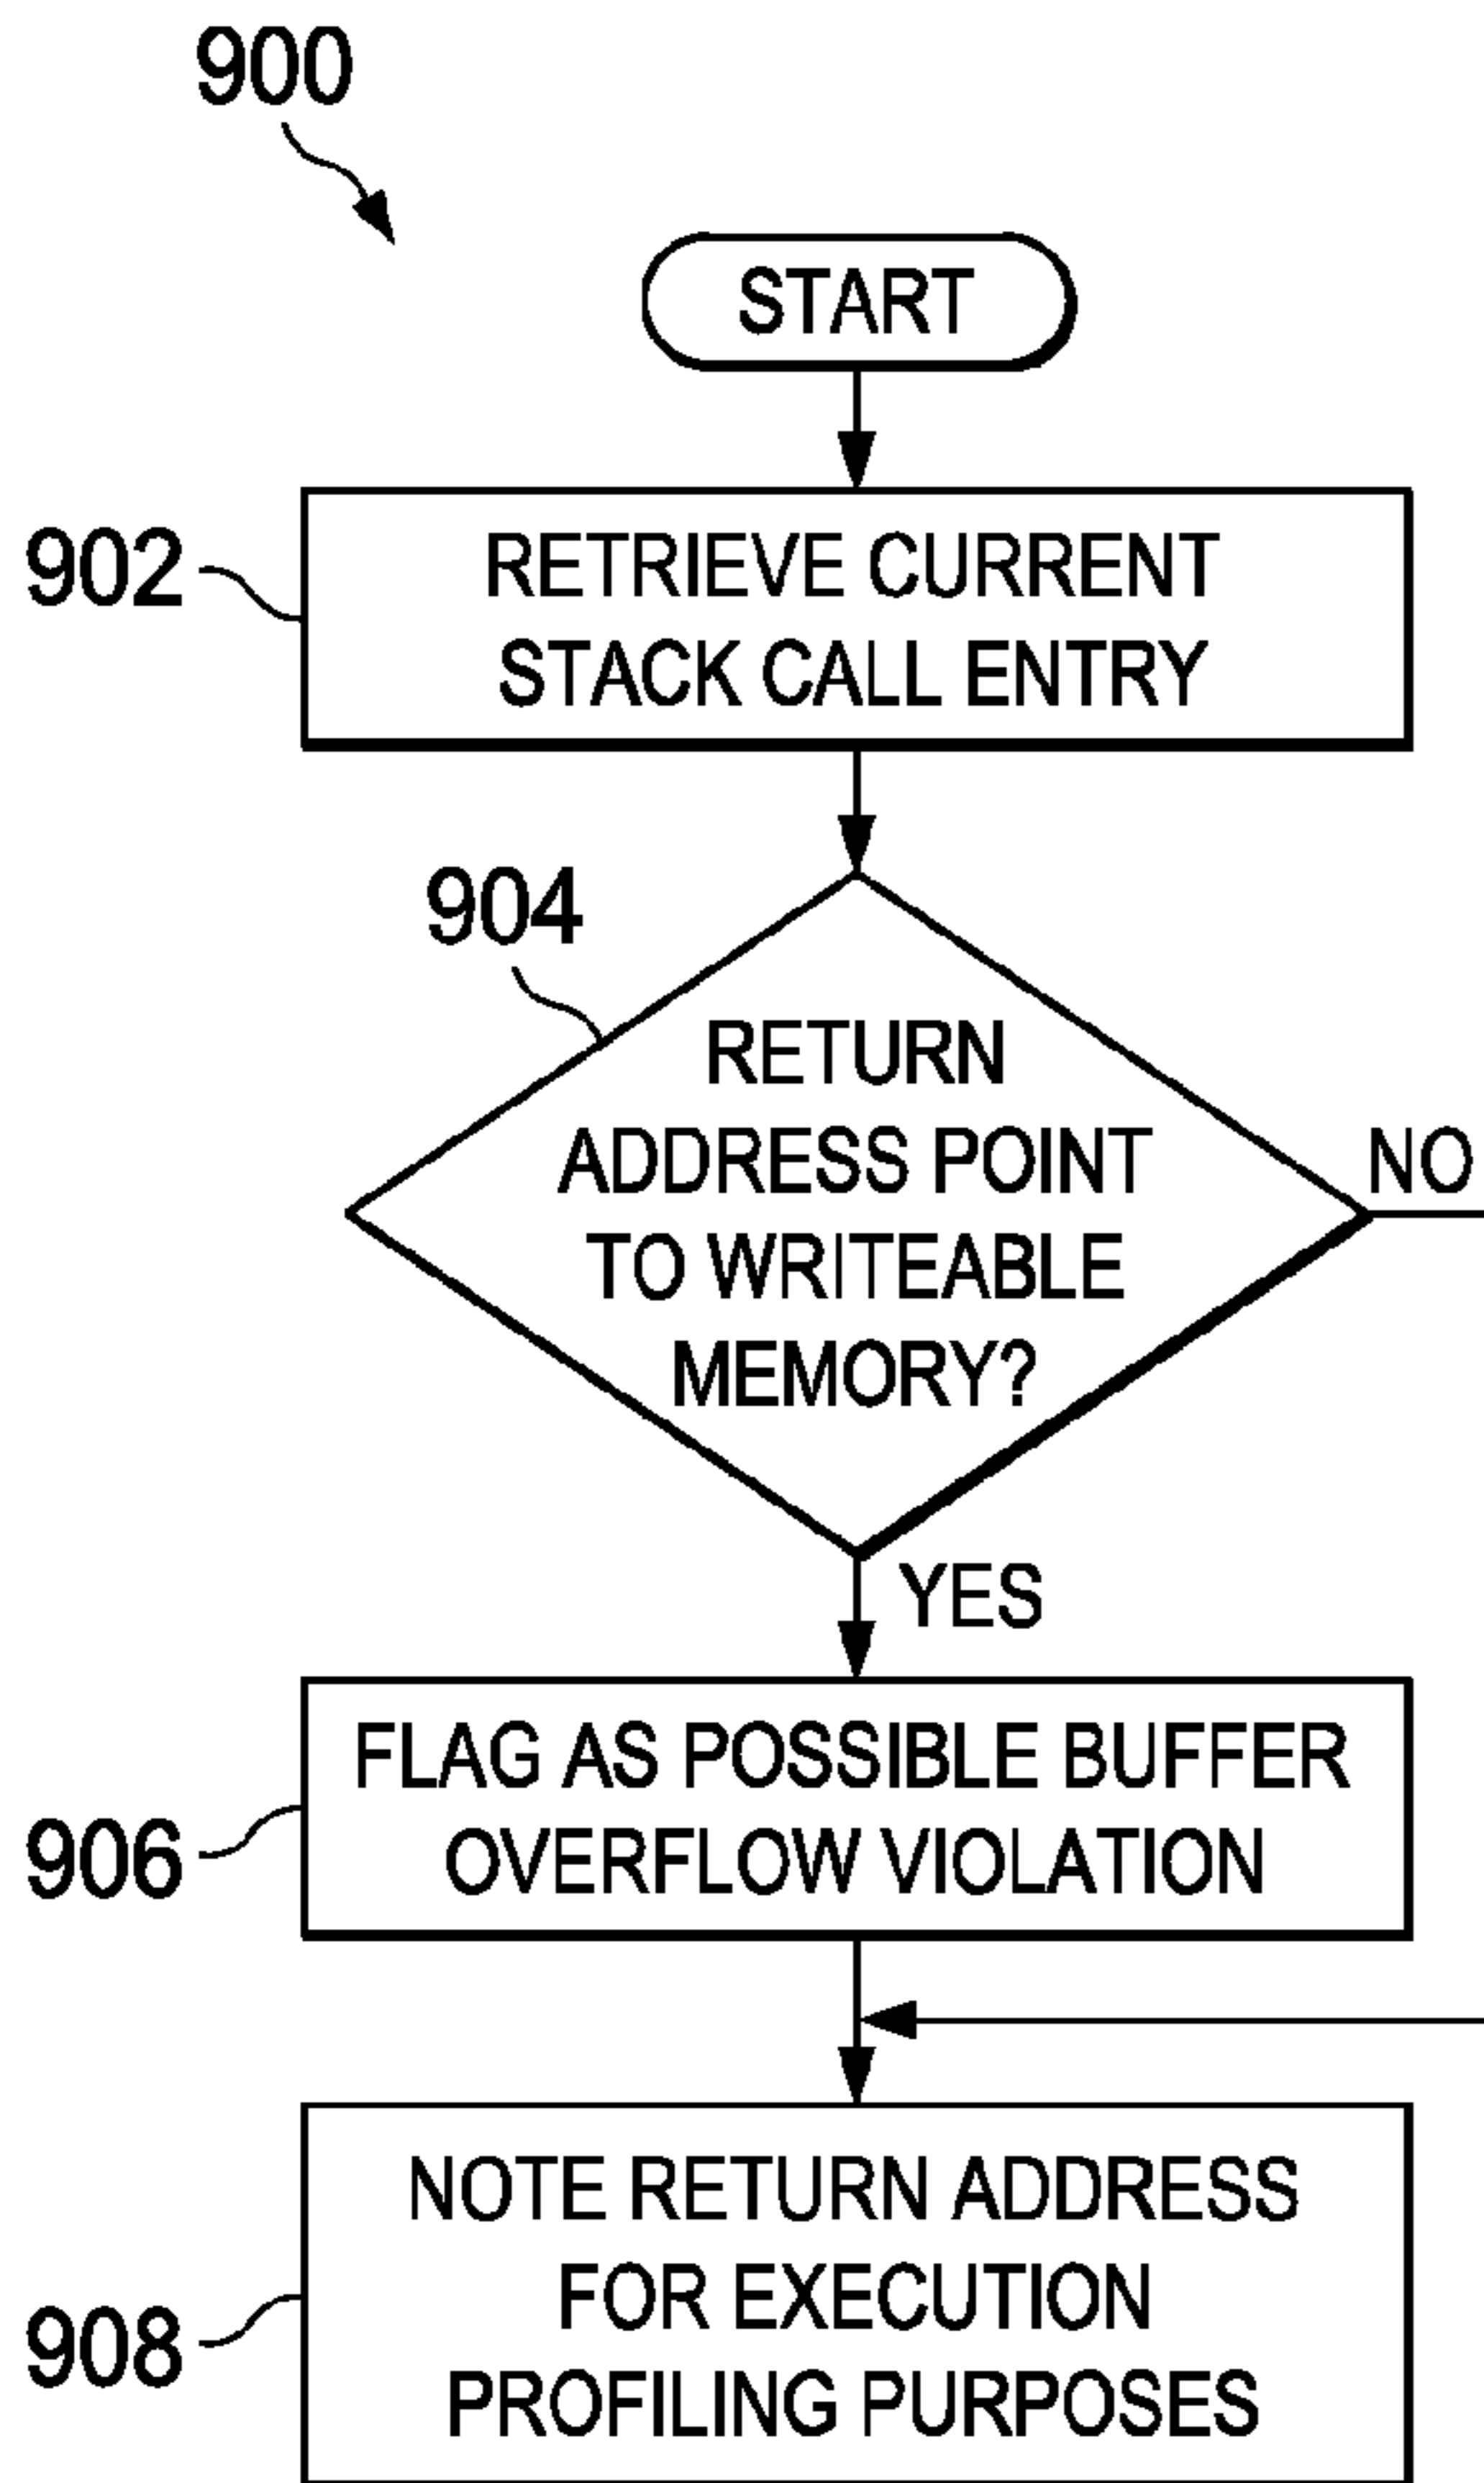 900
START
902
RETRIEVE CURRENT
STACK CALL ENTRY
904
RETURN
ADDRESS POINT
TO WRITEABLE
MEMORY?
NO
YES
906
FLAG AS POSSIBLE BUFFER
OVERFLOW VIOLATION
908
NOTE RETURN ADDRESS
FOR EXECUTION
PROFILING PURPOSES